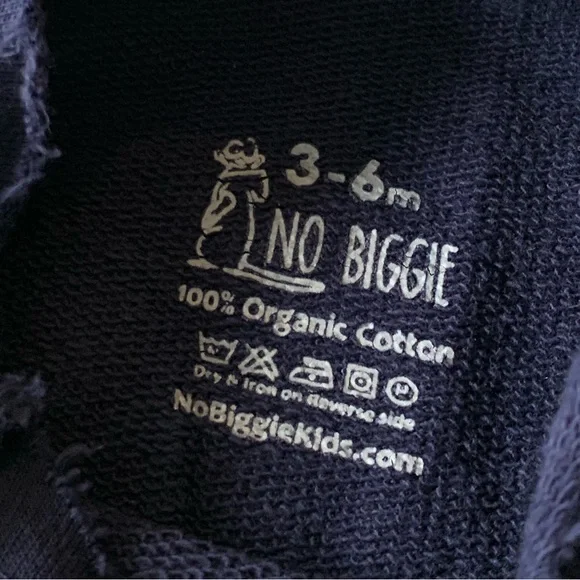 3-6m
NO BIGGIE
100% Organic Cotton
Dry & Iron on Reverse side
NoBiggieKids.com